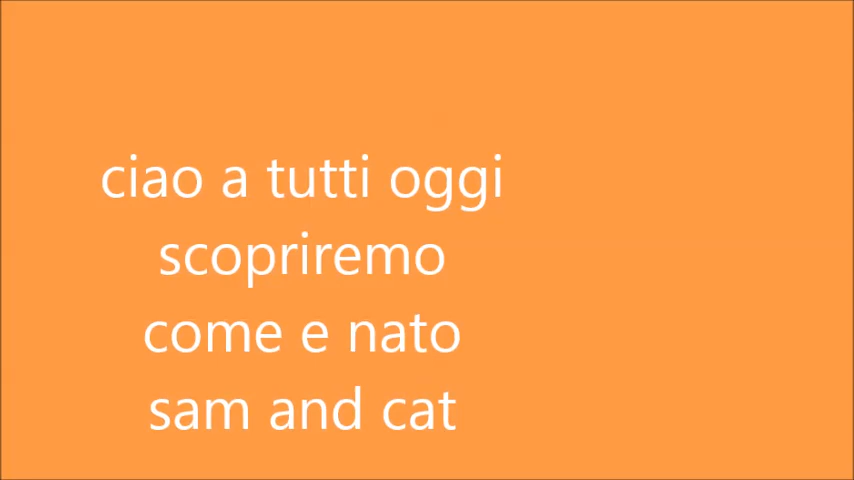 ciao a tutti oggi
scopriremo
come e nato
sam and cat